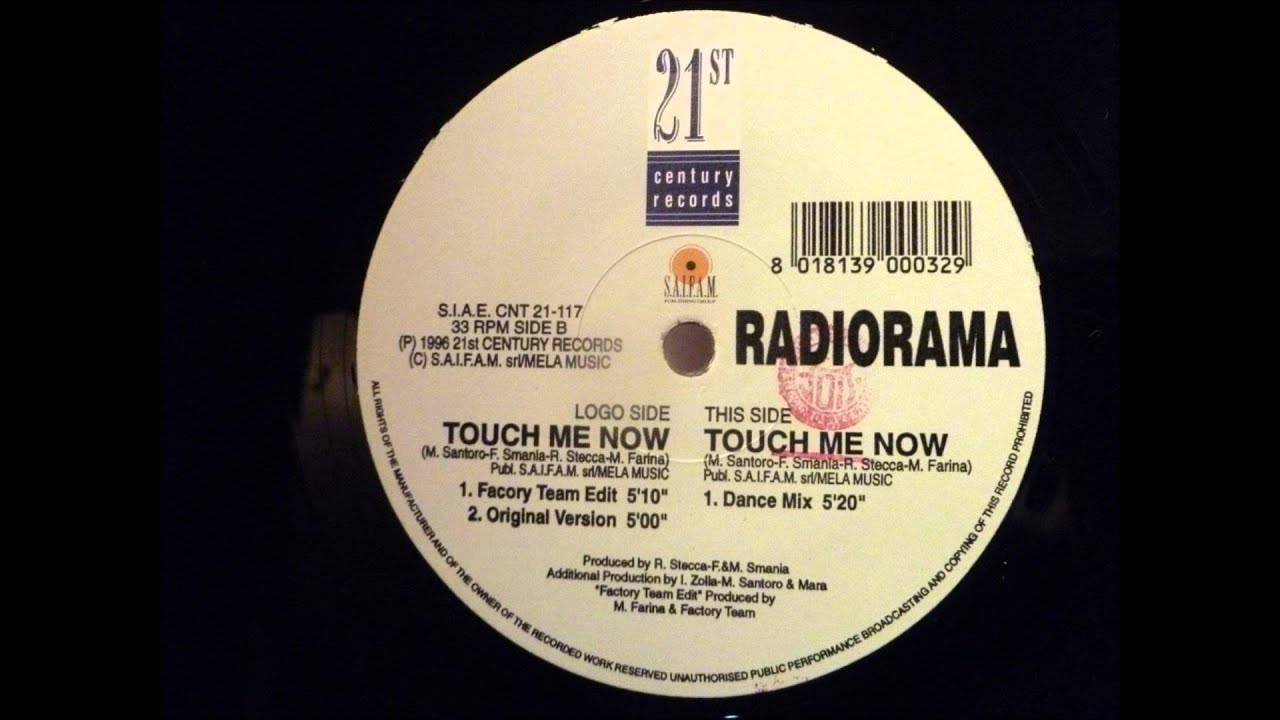 21ST
century
records
8 018139 000329
S.A.I.F.A.M.
PUBLISHING GROUP
S.I.A.E. CNT 21-117
33 RPM SIDE B
(P) 1996 21st CENTURY RECORDS
(C) S.A.I.F.A.M. srl/MELA MUSIC
RADIORAMA
LOGO SIDE
TOUCH ME NOW
(M. Santoro-F. Smania-R. Stecca-M. Farina)
Publ. S.A.I.F.A.M. srl/MELA MUSIC
1. Facory Team Edit 5'10"
2. Original Version 5'00"
THIS SIDE
TOUCH ME NOW
(M. Santoro-F. Smania-R. Stecca-M. Farina)
Publ. S.A.I.F.A.M. srl/MELA MUSIC
1. Dance Mix 5'20"
Produced by R. Stecca-F.&M. Smania
Additional Production by I. Zolla-M. Santoro & Mara
"Factory Team Edit" Produced by
M. Farina & Factory Team
ALL RIGHTS OF THE MANUFACTURER AND OF THE OWNER OF THE RECORDED WORK RESERVED UNAUTHORISED PUBLIC PERFORMANCE BROADCASTING AND COPYING OF THIS RECORD PROHIBITED